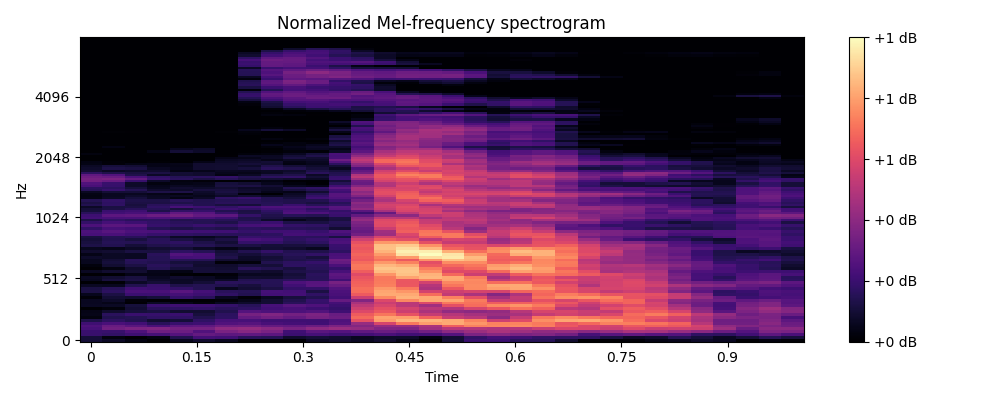 Normalized Mel-frequency spectrogram
Hz
4096
2048
1024
512
0
0 0.15 0.3 0.45 0.6 0.75 0.9
Time
+1 dB
+1 dB
+1 dB
+0 dB
+0 dB
+0 dB